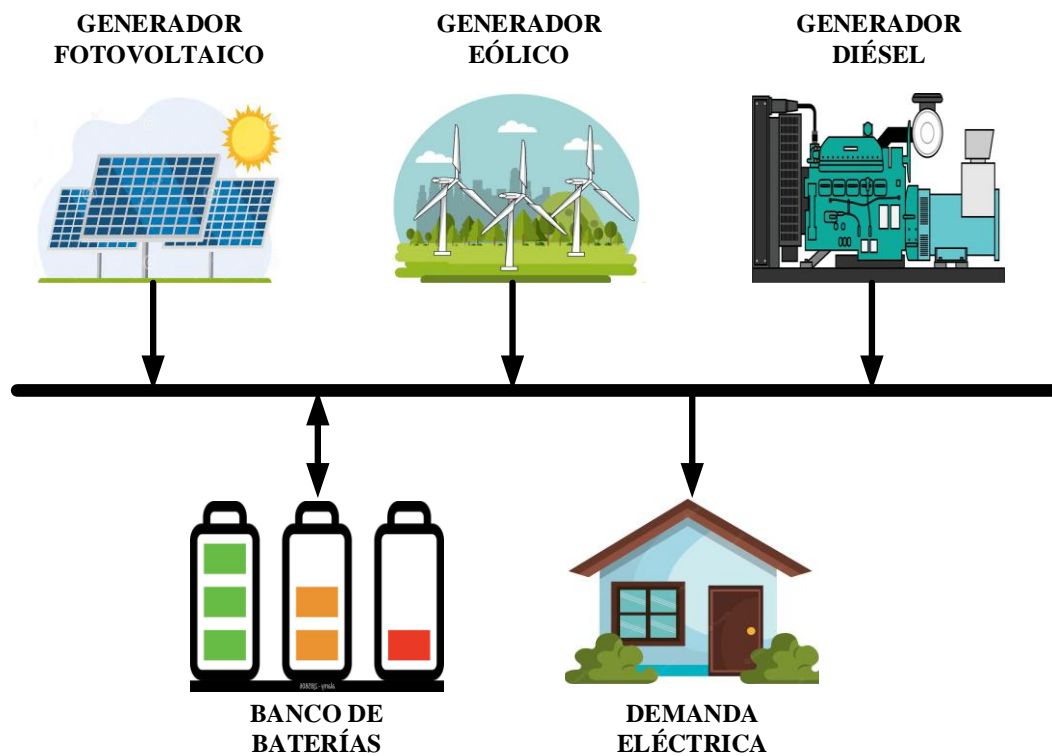 GENERADOR
FOTOVOLTAICO
GENERADOR
EÓLICO
GENERADOR
DIÉSEL
BANCO DE
BATERÍAS
DEMANDA
ELÉCTRICA